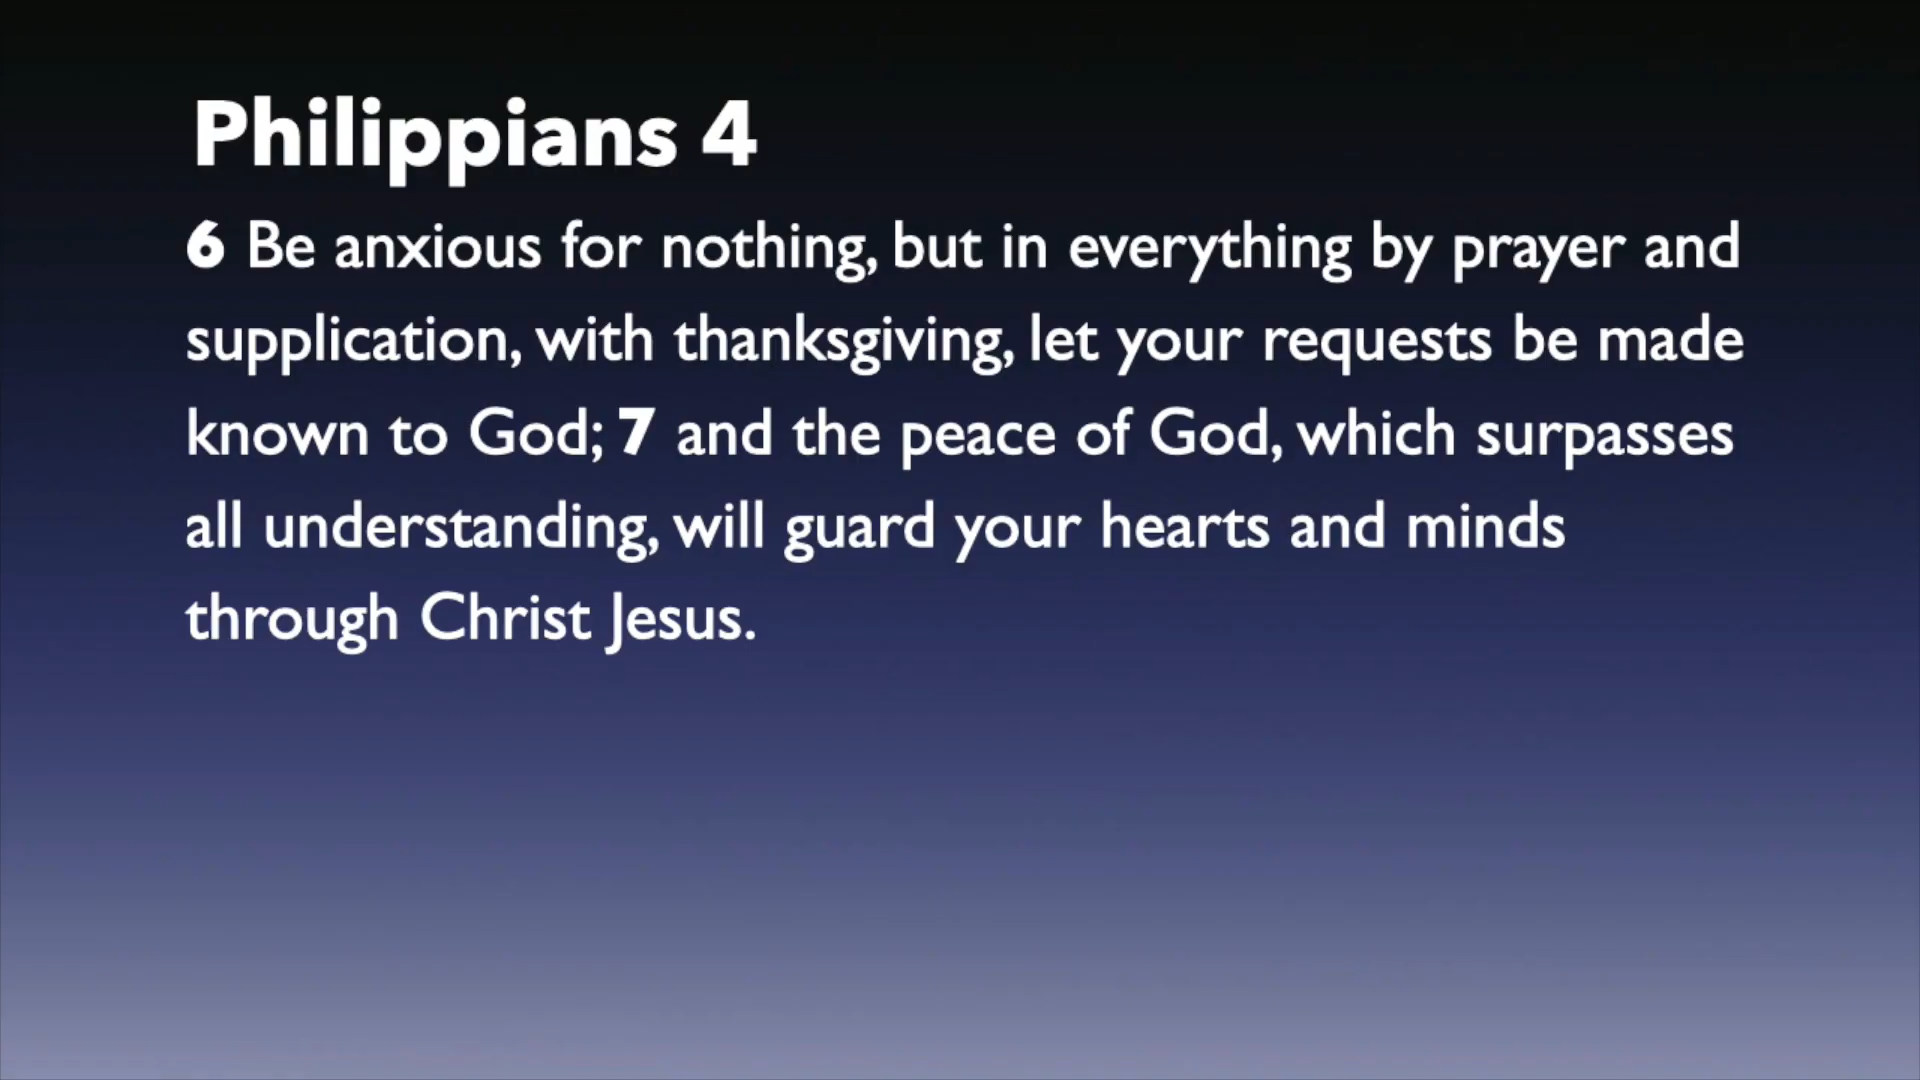 Philippians 4
6 Be anxious for nothing, but in everything by prayer and
supplication, with thanksgiving, let your requests be made
known to God; 7 and the peace of God, which surpasses
all understanding, will guard your hearts and minds
through Christ Jesus.